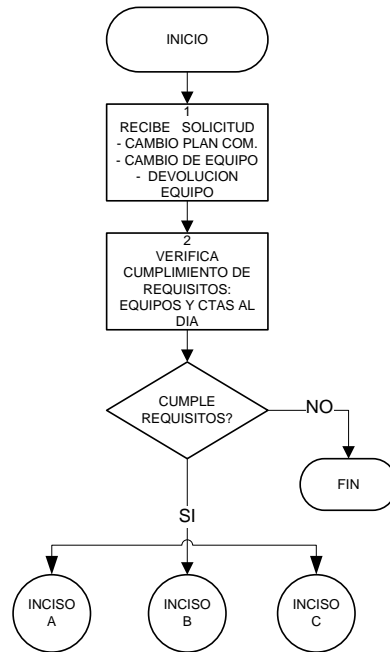 INICIO
1
RECIBE SOLICITUD
- CAMBIO PLAN COM.
- CAMBIO DE EQUIPO
- DEVOLUCION
EQUIPO
2
VERIFICA
CUMPLIMIENTO DE
REQUISITOS:
EQUIPOS Y CTAS AL
DIA
CUMPLE
REQUISITOS?
NO
FIN
SI
INCISO
A
INCISO
B
INCISO
C